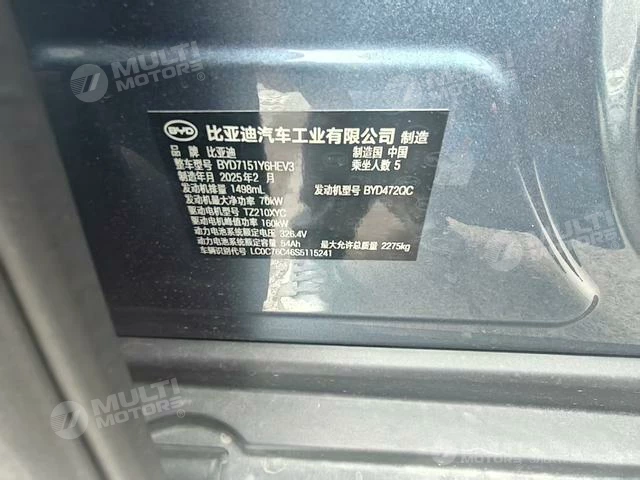 MULTI
MOTORS
MULTI
MOTORS
BYD 比亚迪汽车工业有限公司 制造
品 牌 比亚迪 制造国 中国
整车型号 BYD7151Y6HEV3 乘坐人数 5
制造年月 2025年2 月
发动机排量 1498mL 发动机型号 BYD472QC
发动机最大净功率 70kW
驱动电机型号 TZ210XYC
驱动电机峰值功率 160kW
动力电池系统额定电压 326.4V
动力电池系统额定容量 54Ah 最大允许总质量 2275kg
车辆识别代号 LC0C76C46S5115241
MULTI
MOTORS
MULTI
MOTORS
MULTI
MOTORS